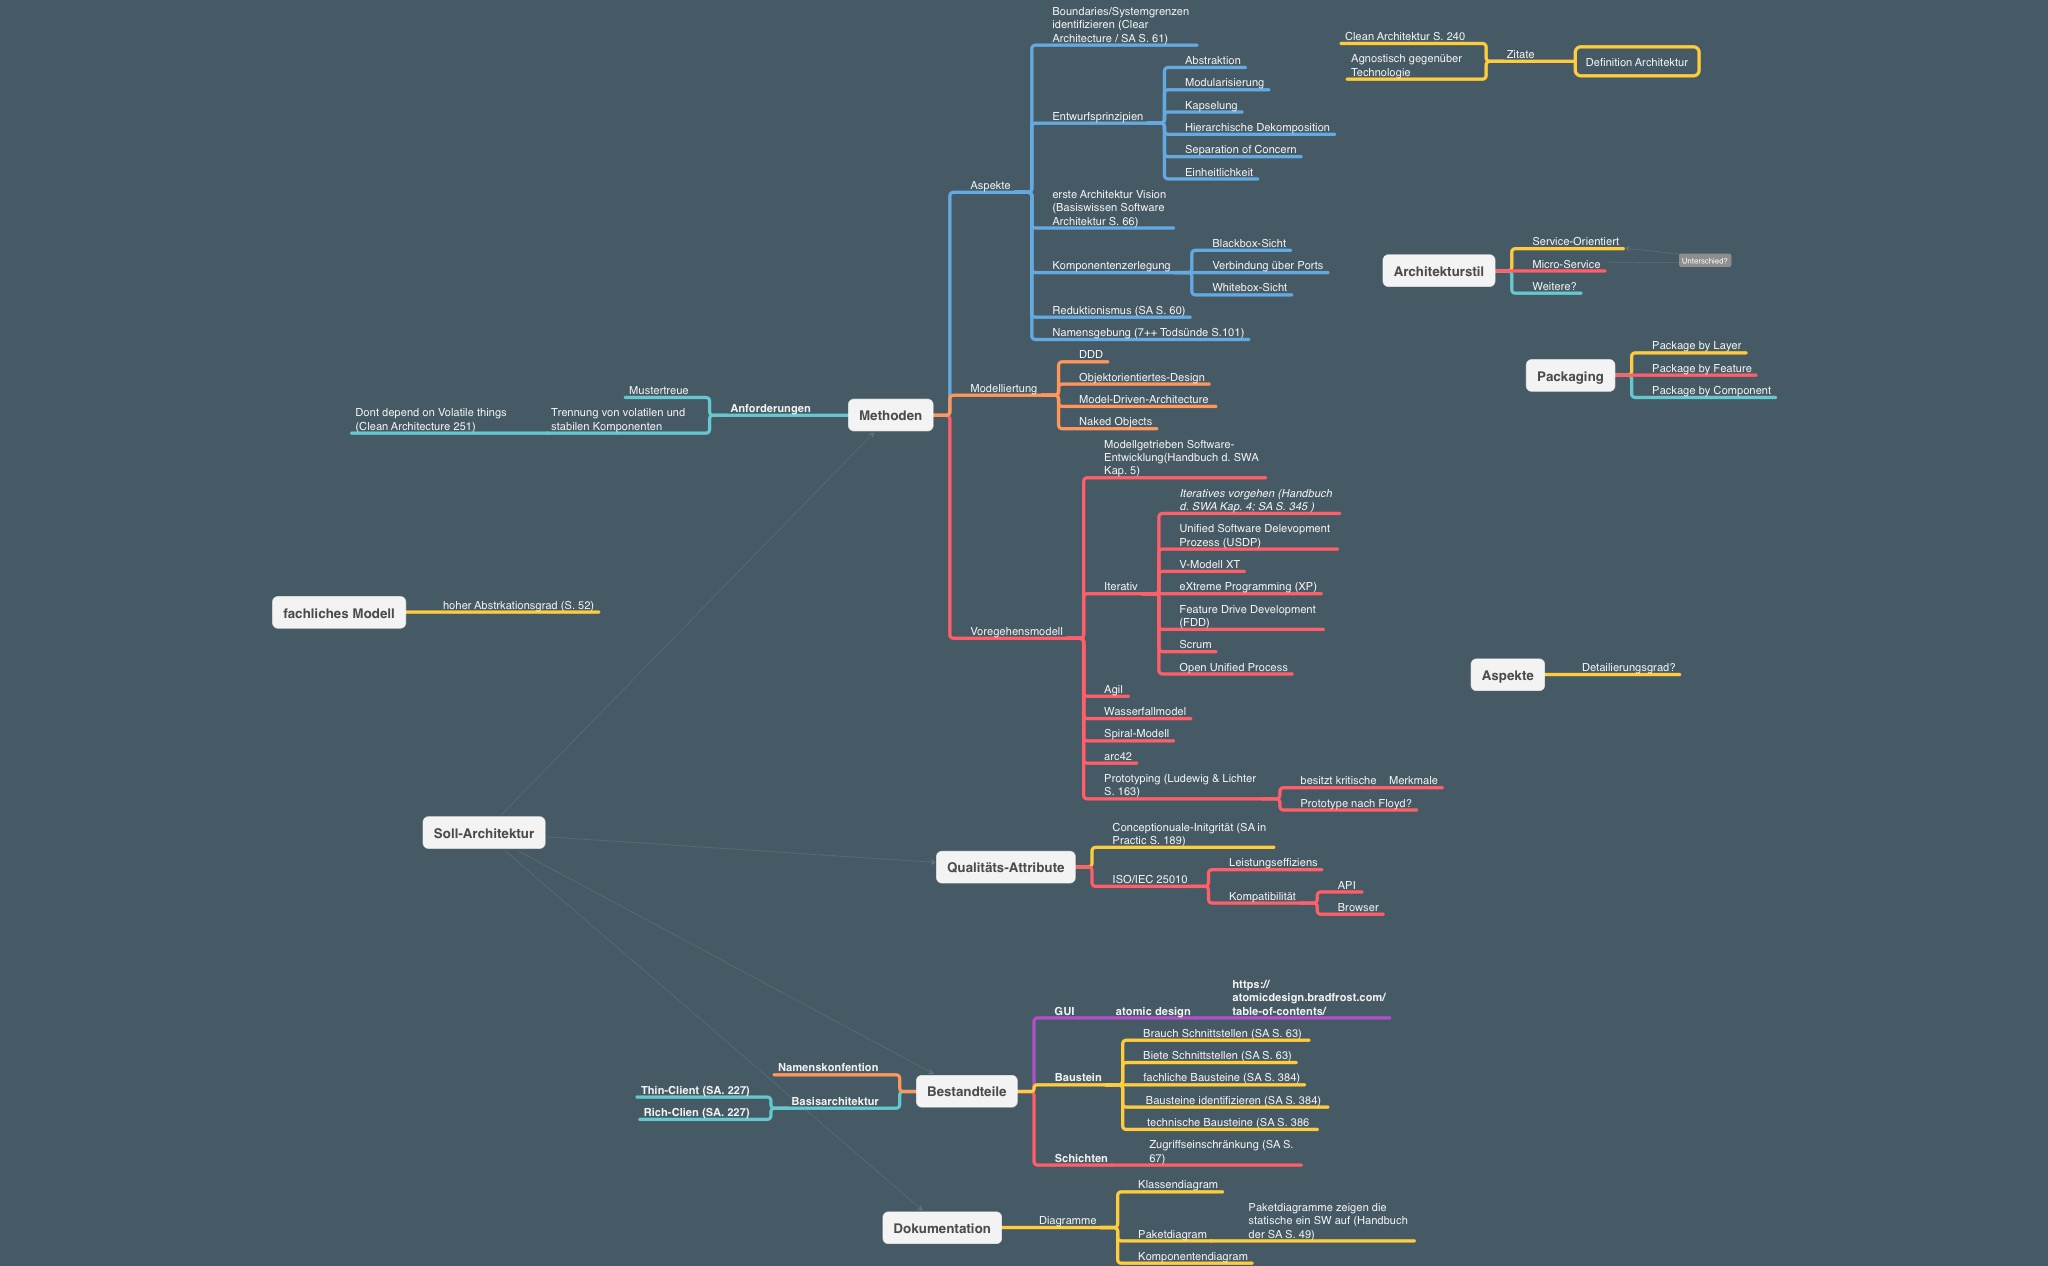 Boundaries/Systemgrenzen
identifizieren (Clear
Architecture / SA S. 61)
Abstraktion
Modularisierung
Kapselung
Entwurfsprinzipien
Hierarchische Dekomposition
Separation of Concern
Einheitlichkeit
Aspekte
erste Architektur Vision
(Basiswissen Software
Architektur S. 66)
Blackbox-Sicht
Komponentenzerlegung
Verbindung über Ports
Whitebox-Sicht
Reduktionismus (SA S. 60)
Namensgebung (7++ Todsünde S.101)
Clean Architektur S. 240
Agnostisch gegenüber
Technologie
Zitate
Definition Architektur
Service-Orientiert
Unterschied?
Architekturstil
Micro-Service
Weitere?
Package by Layer
Packaging
Package by Feature
Package by Component
DDD
Modelliertung
Objektorientiertes-Design
Model-Driven-Architecture
Naked Objects
Mustertreue
Anforderungen
Methoden
Dont depend on Volatile things
(Clean Architecture 251)
Trennung von volatilen und
stabilen Komponenten
Modellgetrieben Software-
Entwicklung(Handbuch d. SWA
Kap. 5)
Iteratives vorgehen (Handbuch
d. SWA Kap. 4; SA S. 345 )
Unified Software Delevopment
Prozess (USDP)
V-Modell XT
Iterativ
eXtreme Programming (XP)
Feature Drive Development
(FDD)
Scrum
Open Unified Process
Voregehensmodell
Agil
Wasserfallmodel
Spiral-Modell
arc42
Prototyping (Ludewig & Lichter
S. 163)
besitzt kritische Merkmale
Prototype nach Floyd?
fachliches Modell
hoher Abstrkationsgrad (S. 52)
Aspekte
Detailierungsgrad?
Soll-Architektur
Conceptionuale-Initgrität (SA in
Practic S. 189)
Qualitäts-Attribute
Leistungseffiziens
ISO/IEC 25010
Kompatibilität
API
Browser
GUI
atomic design
https://
atomicdesign.bradfrost.com/
table-of-contents/
Brauch Schnittstellen (SA S. 63)
Biete Schnittstellen (SA S. 63)
Baustein
fachliche Bausteine (SA S. 384)
Bausteine identifizieren (SA S. 384)
technische Bausteine (SA S. 386
Namenskonfention
Bestandteile
Thin-Client (SA. 227)
Basisarchitektur
Rich-Clien (SA. 227)
Schichten
Zugriffseinschränkung (SA S.
67)
Klassendiagram
Dokumentation
Diagramme
Paketdiagram
Paketdiagramme zeigen die
statische ein SW auf (Handbuch
der SA S. 49)
Komponentendiagram